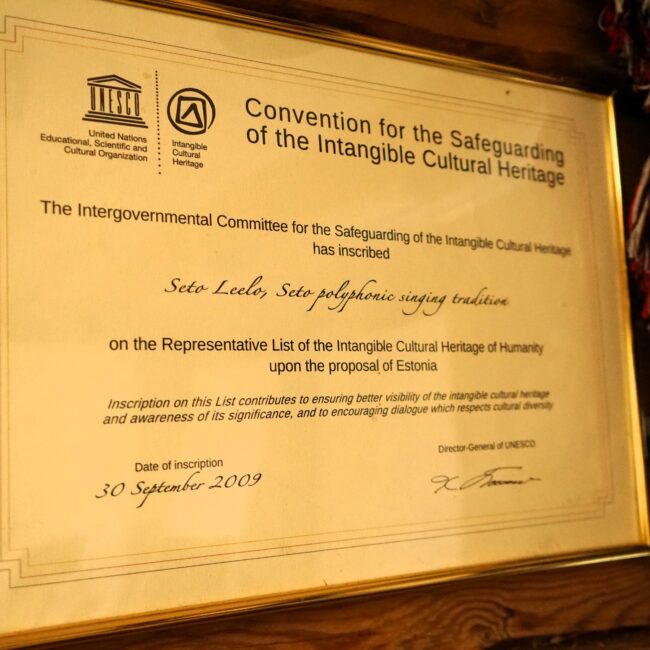 UNESCO
United Nations
Educational, Scientific and
Cultural Organization
Intangible
Cultural
Heritage
Convention for the Safeguarding
of the Intangible Cultural Heritage
The Intergovernmental Committee for the Safeguarding of the Intangible Cultural Heritage
has inscribed
Seto Leelo, Seto polyphonic singing tradition
on the Representative List of the Intangible Cultural Heritage of Humanity
upon the proposal of Estonia
Inscription on this List contributes to ensuring better visibility of the intangible cultural heritage
and awareness of its significance, and to encouraging dialogue which respects cultural diversity
Date of inscription
30 September 2009
Director-General of UNESCO